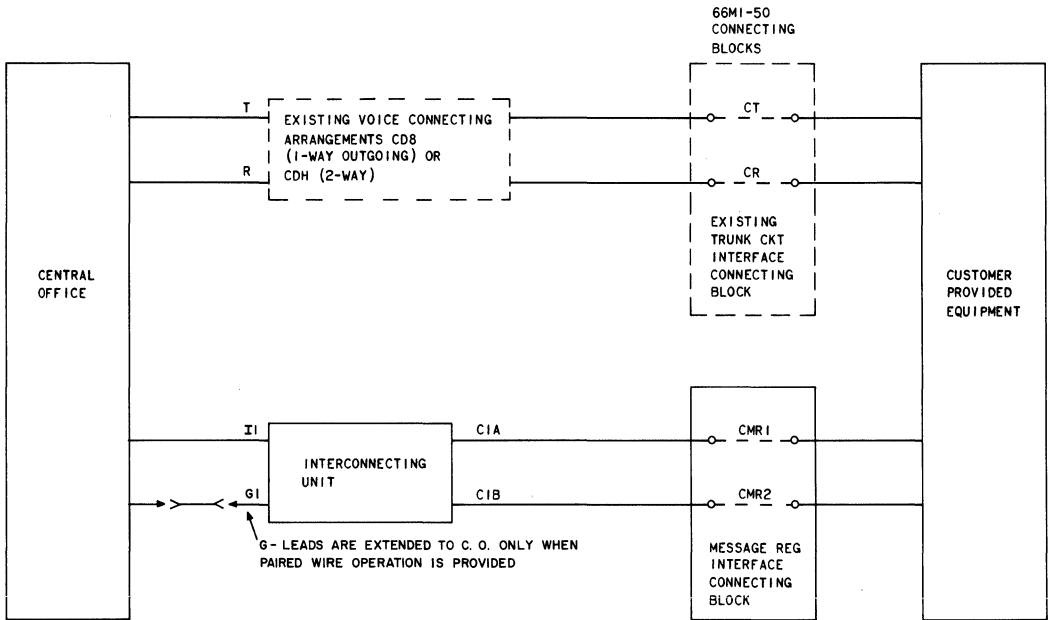 66M1-50
CONNECTING
BLOCKS
T
EXISTING VOICE CONNECTING
ARRANGEMENTS CD8
(1-WAY OUTGOING) OR
CDH (2-WAY)
CT
R
CR
EXISTING
TRUNK CKT
INTERFACE
CONNECTING
BLOCK
CENTRAL
OFFICE
CUSTOMER
PROVIDED
EQUIPMENT
I1
INTERCONNECTING
UNIT
C1A
CMR1
G1
C1B
CMR2
G- LEADS ARE EXTENDED TO C. O. ONLY WHEN
PAIRED WIRE OPERATION IS PROVIDED
MESSAGE REG
INTERFACE
CONNECTING
BLOCK